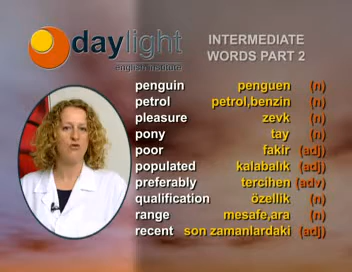 daylight
english institute
INTERMEDIATE
WORDS PART 2
penguin penguen (n)
petrol petrol,benzin (n)
pleasure zevk (n)
pony tay (n)
poor fakir (adj)
populated kalabalık (adj)
preferably tercihen (adv)
qualification özellik (n)
range mesafe,ara (n)
recent son zamanlardaki (adj)